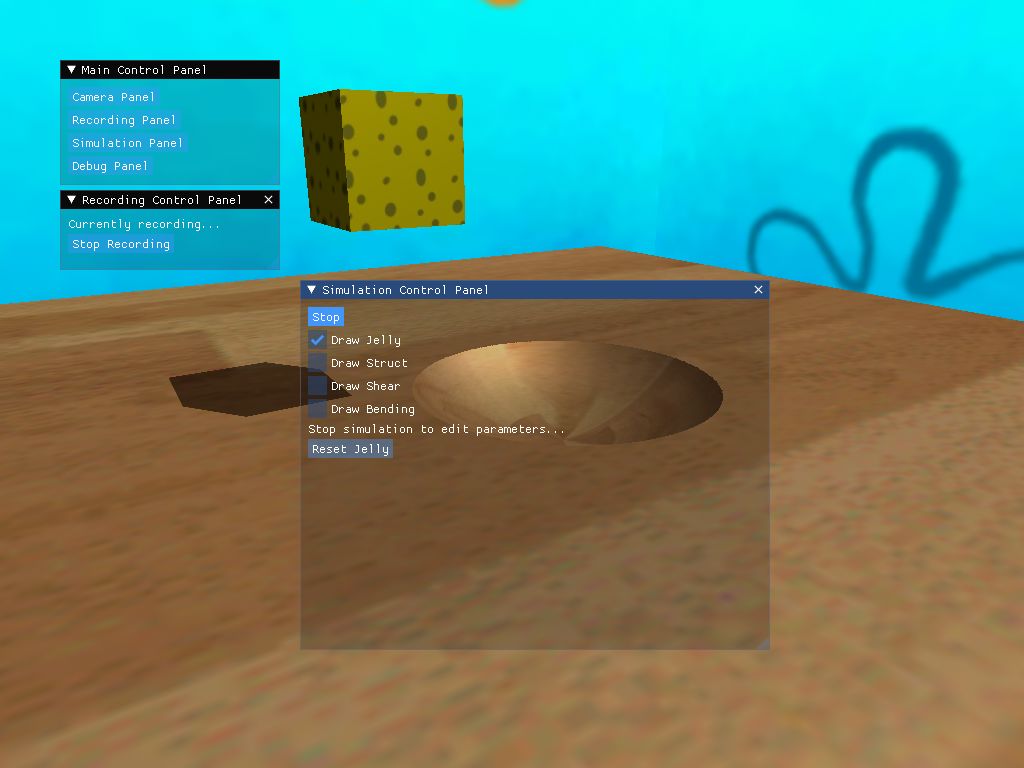 Main Control Panel
Camera Panel
Recording Panel
Simulation Panel
Debug Panel
Recording Control Panel
Currently recording...
Stop Recording
Simulation Control Panel
Stop
Draw Jelly
Draw Struct
Draw Shear
Draw Bending
Stop simulation to edit parameters...
Reset Jelly